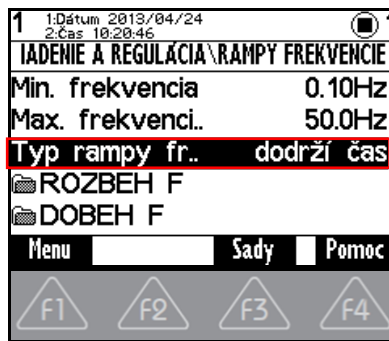 1 1:Dátum 2013/04/24
2:Čas 10:20:46
IADENIE A REGULÁCIA\RAMPY FREKVENCIE
Min. frekvencia 0.10Hz
Max. frekvenci.. 50.0Hz
Typ rampy fr.. dodrží čas
ROZBEH F
DOBEH F
Menu Sady Pomoc
F1 F2 F3 F4